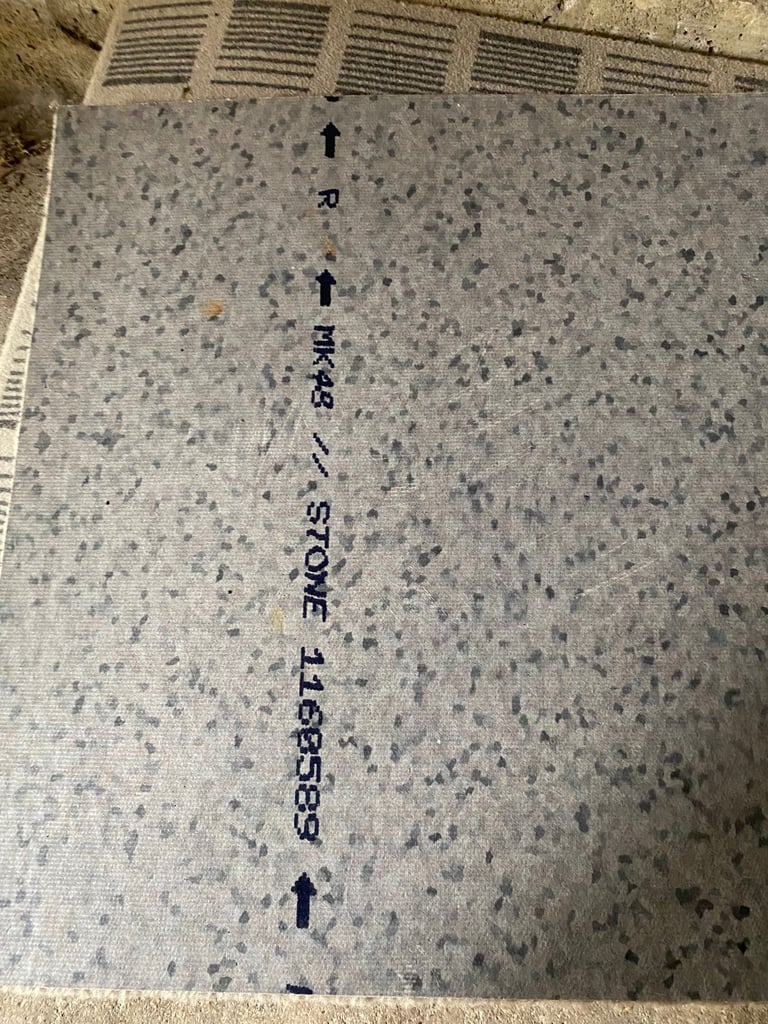 ← R ← MK48 // STONE 1168589 ←